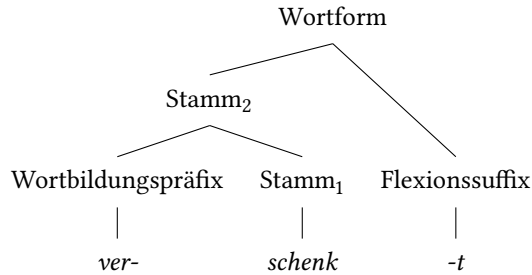 Wortform
Stamm₂
Wortbildungspräfix Stamm₁ Flexionssuffix
ver- schenk -t